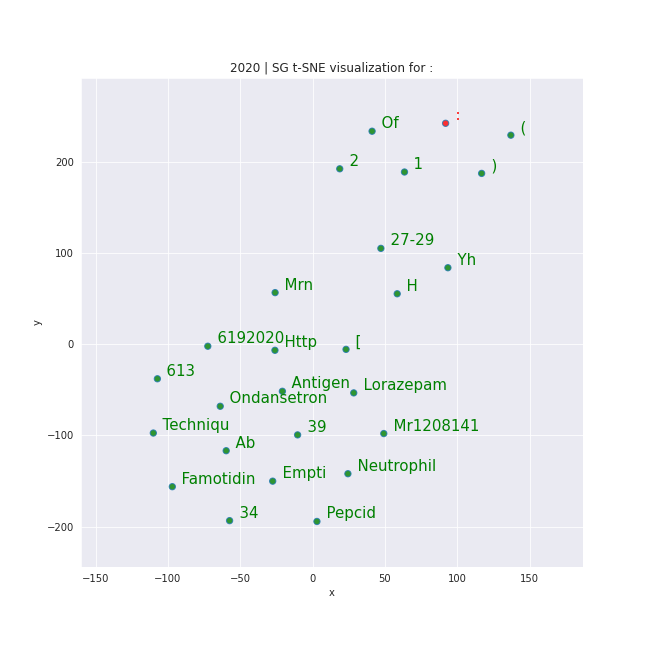 2020 | SG t-SNE visualization for :
:
Of
(
2
1
)
200
27-29
100
Yh
Mrn
H
6192020
Http
[
0
613
Antigen
Lorazepam
Ondansetron
Techniqu
39
Mr1208141
−100
Ab
Famotidin
Empti
Neutrophil
34
Pepcid
−200
y
−150
−100
−50
0
50
100
150
x